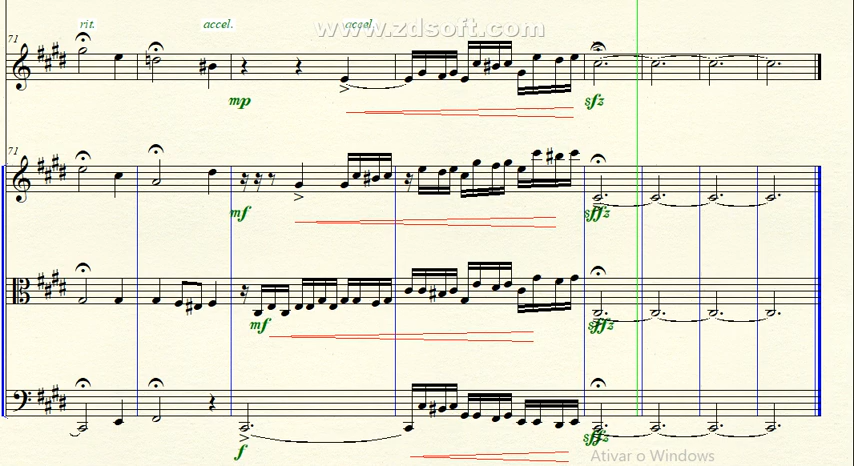 www.zdsoft.com
rit. accel. accel.
71
mp sfz
71
mf sffz
mf sffz
f sffz
Ativar o Windows